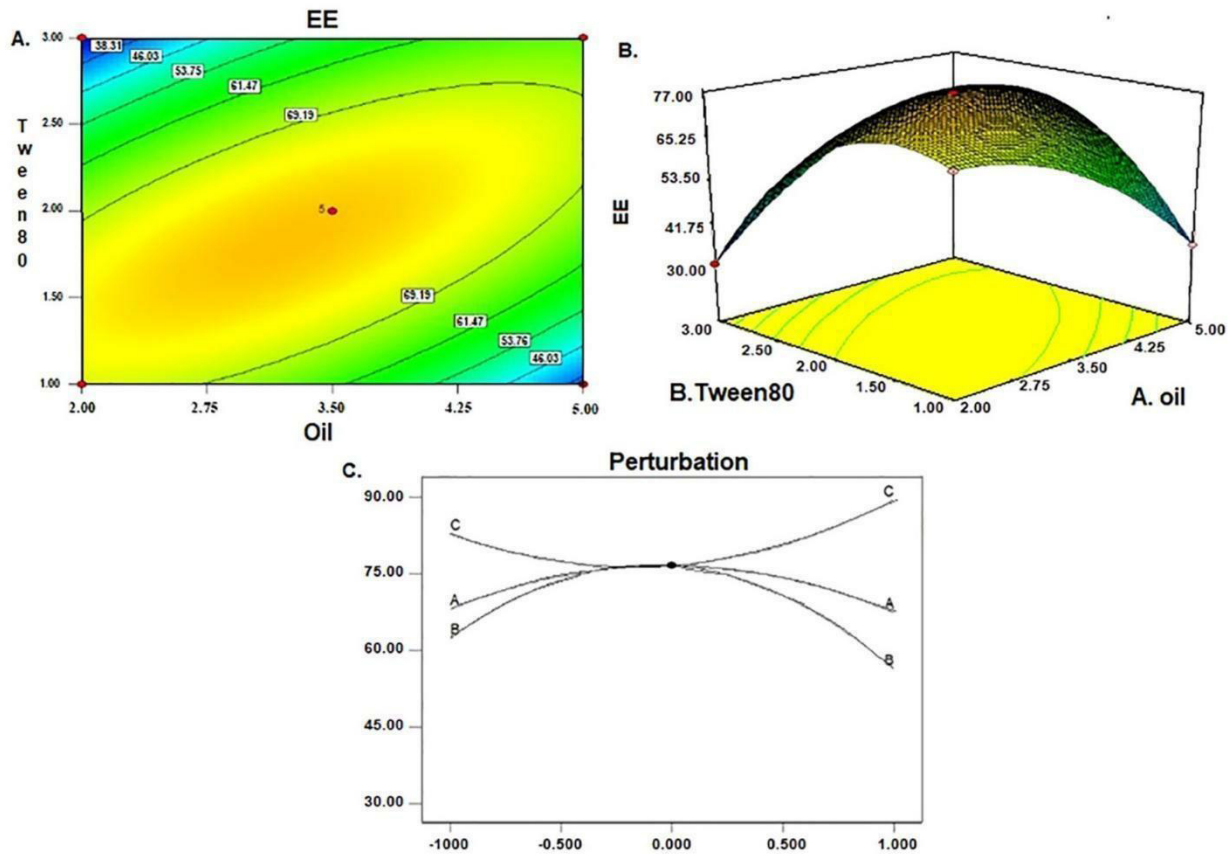 A.
EE
3.00
2.50
2.00
1.50
1.00
Tween80
38.31
46.03
53.75
61.47
69.19
5
69.19
61.47
53.76
46.03
2.00 2.75 3.50 4.25 5.00
Oil
B.
77.00
65.25
53.50
41.75
30.00
EE
3.00 2.50 2.00 1.50 1.00
B.Tween80
2.00 2.75 3.50 4.25 5.00
A. oil
C.
Perturbation
90.00
75.00
60.00
45.00
30.00
C C
A A
B B
-1000 -0.500 0.000 0.500 1.000